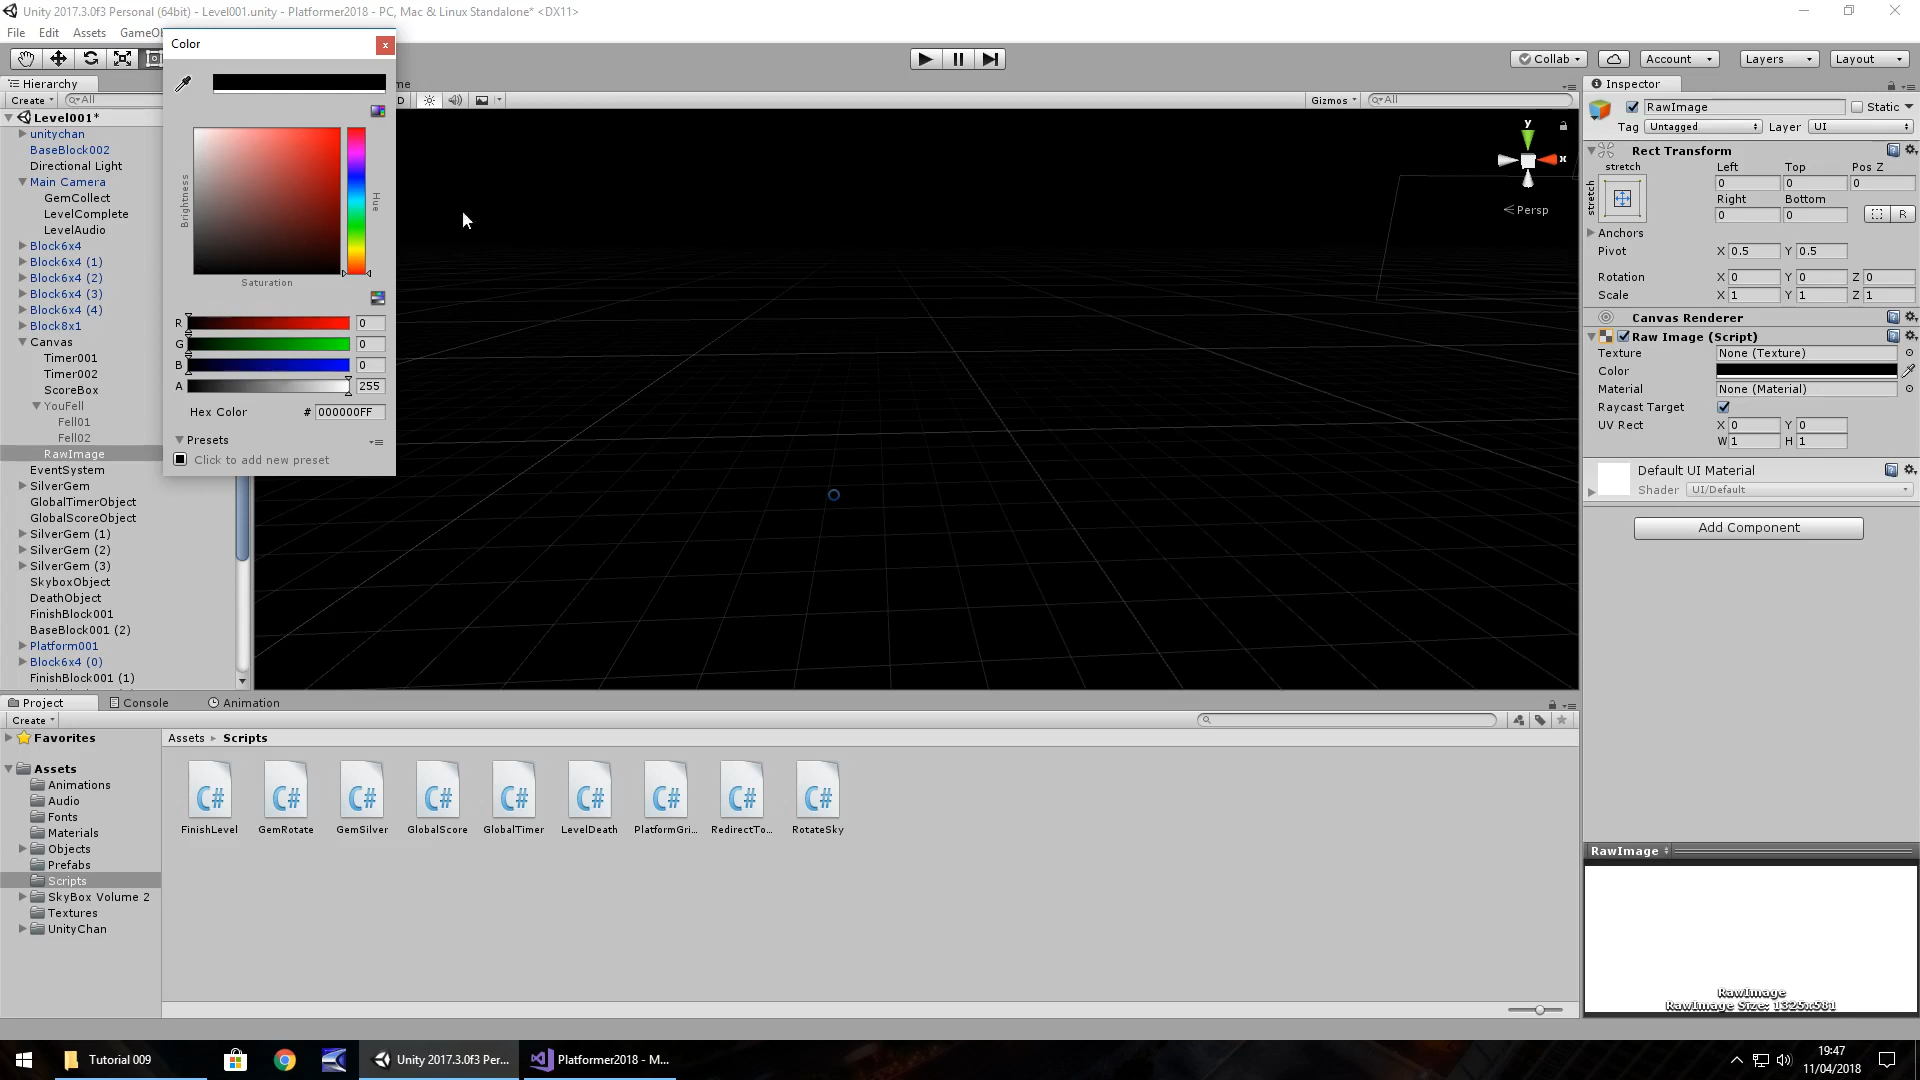 Unity 2017.3.0f3 Personal (64bit) - Level001.unity - Platformer2018 - PC, Mac & Linux Standalone* <DX11>
File Edit Assets GameOb
Color
Collab Account Layers Layout
Hierarchy
Create All
Level001*
unitychan
BaseBlock002
Directional Light
Main Camera
GemCollect
LevelComplete
LevelAudio
Block6x4
Block6x4 (1)
Block6x4 (2)
Block6x4 (3)
Block6x4 (4)
Block8x1
Canvas
Timer001
Timer002
ScoreBox
YouFell
Fell01
Fell02
RawImage
EventSystem
SilverGem
GlobalTimerObject
GlobalScoreObject
SilverGem (1)
SilverGem (2)
SilverGem (3)
SkyboxObject
DeathObject
FinishBlock001
BaseBlock001 (2)
Platform001
Block6x4 (0)
FinishBlock001 (1)
Brightness
Hue
Saturation
R 0
G 0
B 0
A 255
Hex Color # 000000FF
Presets
Click to add new preset
me
D
Gizmos All
y
x
Persp
Inspector
RawImage Static
Tag Untagged Layer UI
Rect Transform
stretch
stretch
Left Top Pos Z
0 0 0
Right Bottom
0 0 R
Anchors
Pivot X 0.5 Y 0.5
Rotation X 0 Y 0 Z 0
Scale X 1 Y 1 Z 1
Canvas Renderer
Raw Image (Script)
Texture None (Texture)
Color
Material None (Material)
Raycast Target
UV Rect X 0 Y 0
W 1 H 1
Default UI Material
Shader UI/Default
Add Component
RawImage
RawImage
RawImage Size: 1325x581
Project Console Animation
Create
Favorites
Assets
Animations
Audio
Fonts
Materials
Objects
Prefabs
Scripts
SkyBox Volume 2
Textures
UnityChan
Assets Scripts
C# C# C# C# C# C# C# C# C#
FinishLevel GemRotate GemSilver GlobalScore GlobalTimer LevelDeath PlatformGri... RedirectTo... RotateSky
Tutorial 009
Unity 2017.3.0f3 Per...
Platformer2018 - M...
19:47
11/04/2018